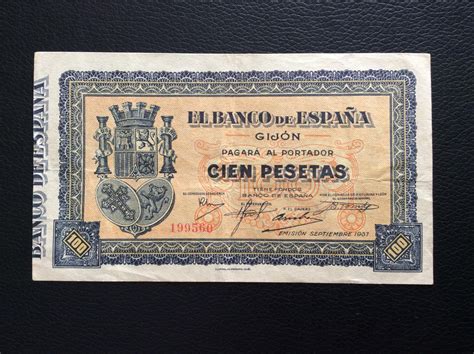 BANCO DE ESPAÑA
EL BANCO DE ESPAÑA
GIJÓN
PAGARÁ AL PORTADOR
CIEN PESETAS
TIENE FONDOS
BANCO DE ESPAÑA
199560
EMISIÓN SEPTIEMBRE 1937
100
100